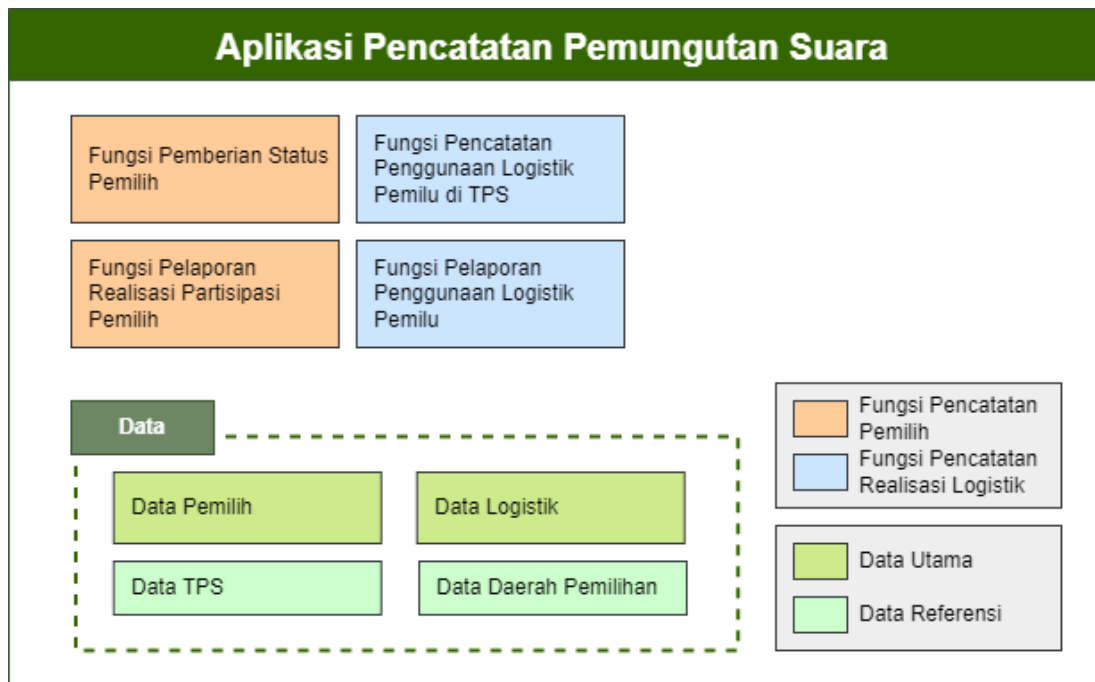 Aplikasi Pencatatan Pemungutan Suara
Fungsi Pemberian Status
Pemilih
Fungsi Pencatatan
Penggunaan Logistik
Pemilu di TPS
Fungsi Pelaporan
Realisasi Partisipasi
Pemilih
Fungsi Pelaporan
Penggunaan Logistik
Pemilu
Data
Data Pemilih
Data Logistik
Data TPS
Data Daerah Pemilihan
Fungsi Pencatatan
Pemilih
Fungsi Pencatatan
Realisasi Logistik
Data Utama
Data Referensi